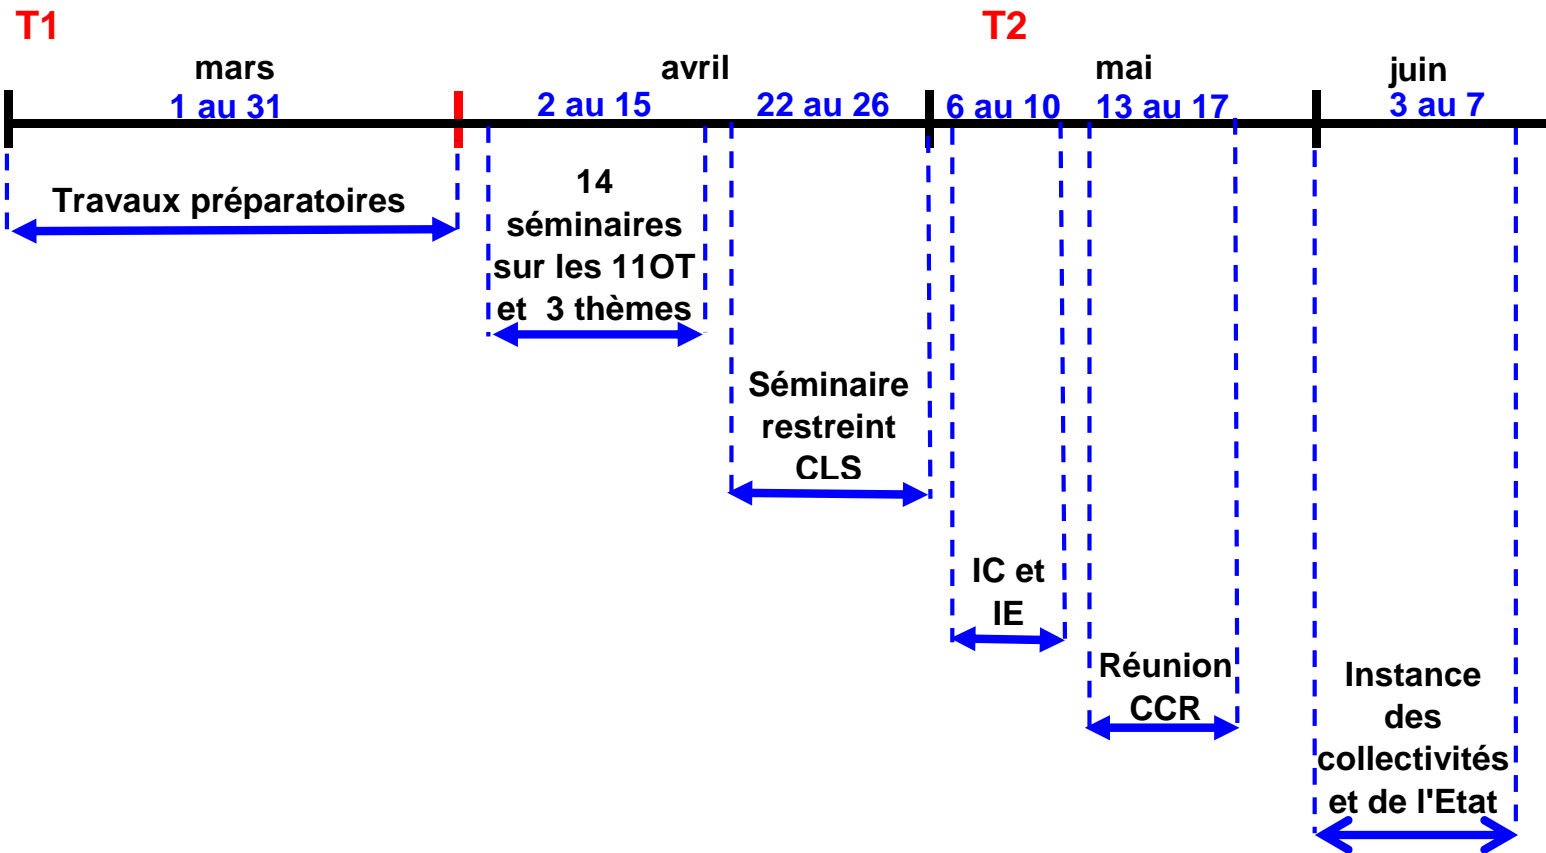 T1
T2
mars
avril
mai
juin
1 au 31
2 au 15
22 au 26
6 au 10
13 au 17
3 au 7
Travaux préparatoires
14
séminaires
sur les 11OT
et 3 thèmes
Séminaire
restreint
CLS
IC et
IE
Réunion
CCR
Instance
des
collectivités
et de l'Etat